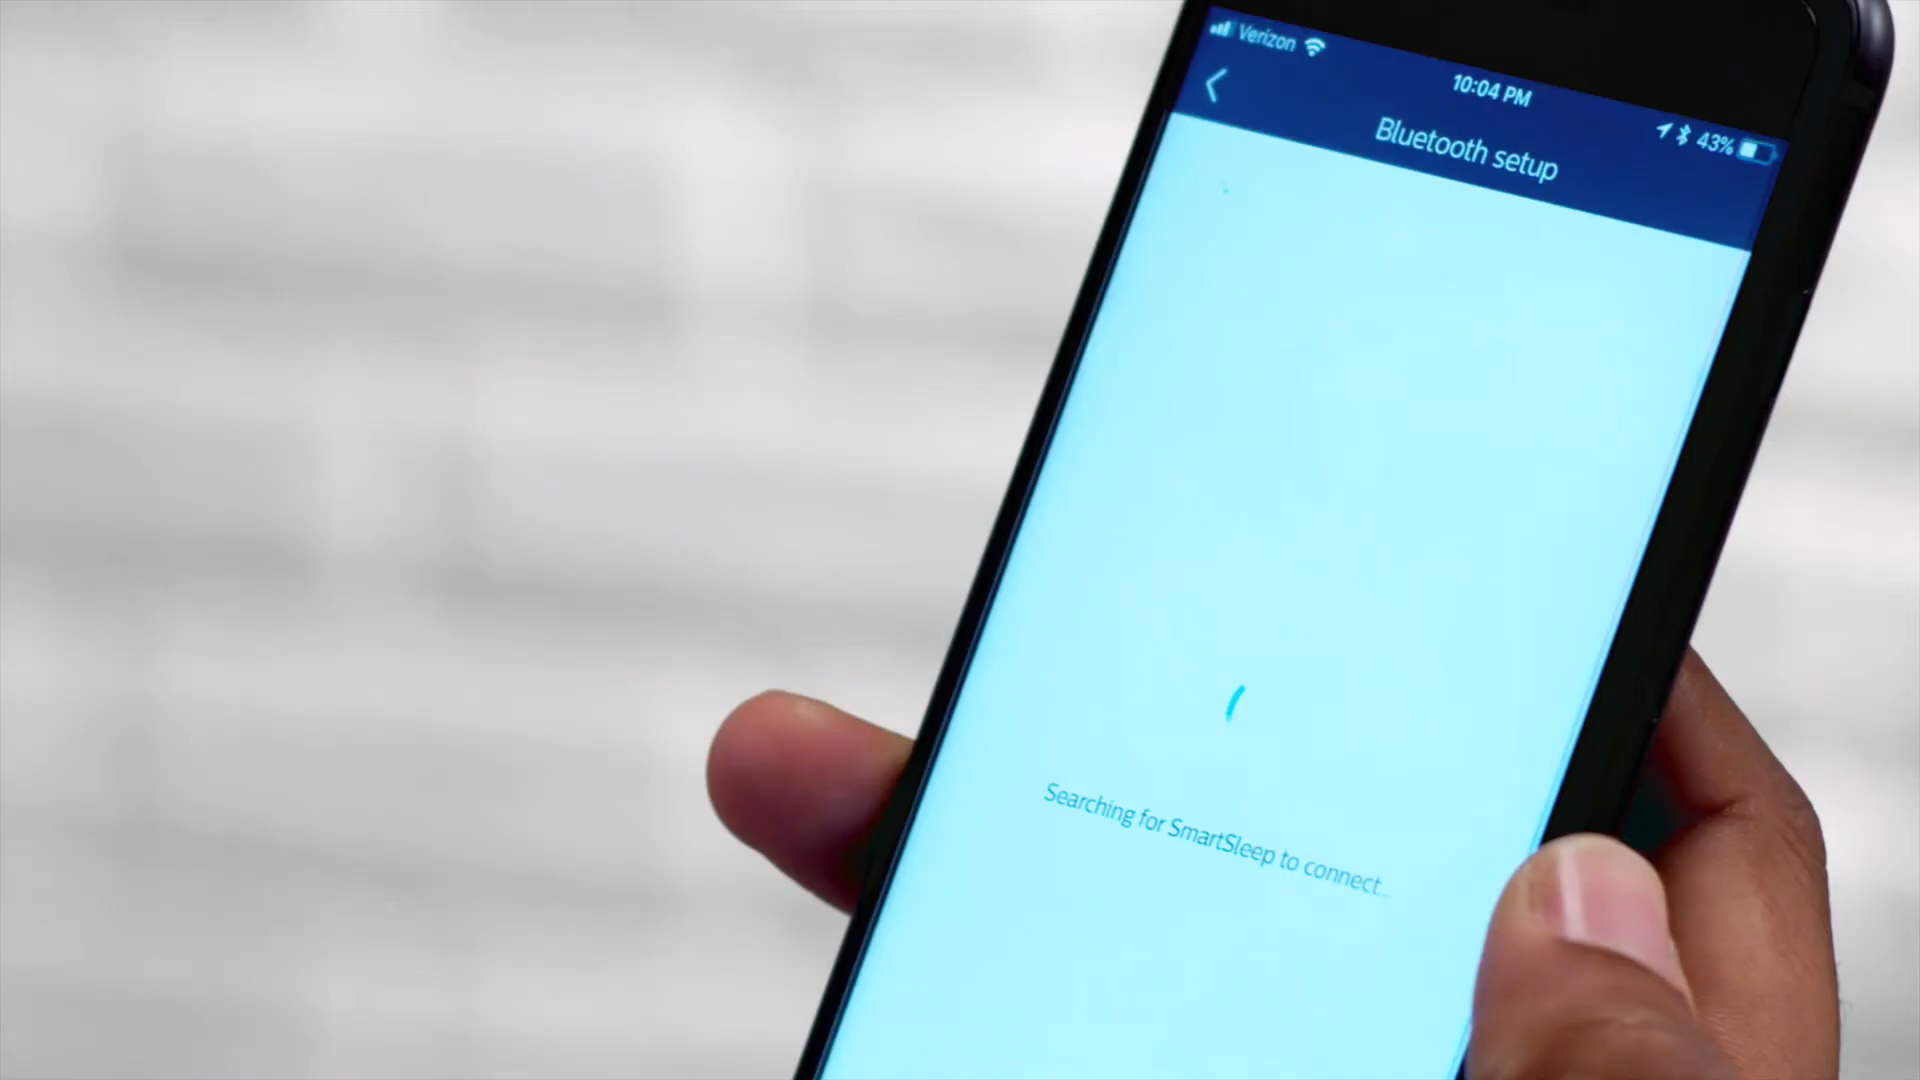 Verizon
10:04 PM
43%
Bluetooth setup
Searching for SmartSleep to connect...